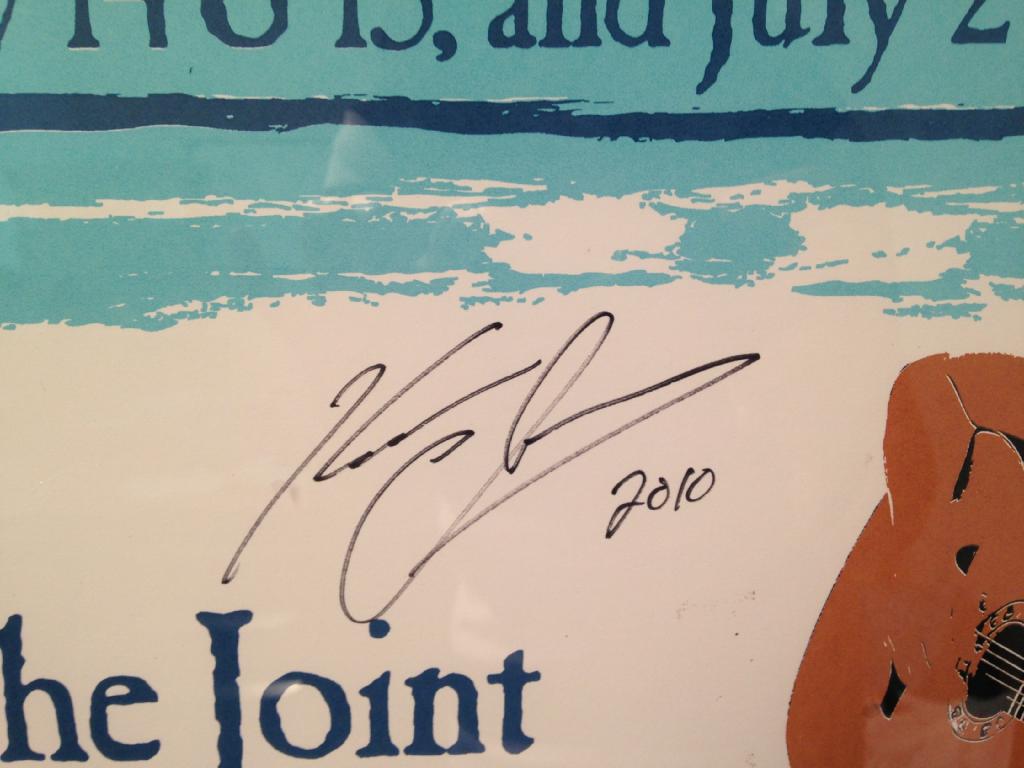 15, and July 2
2010
he Joint